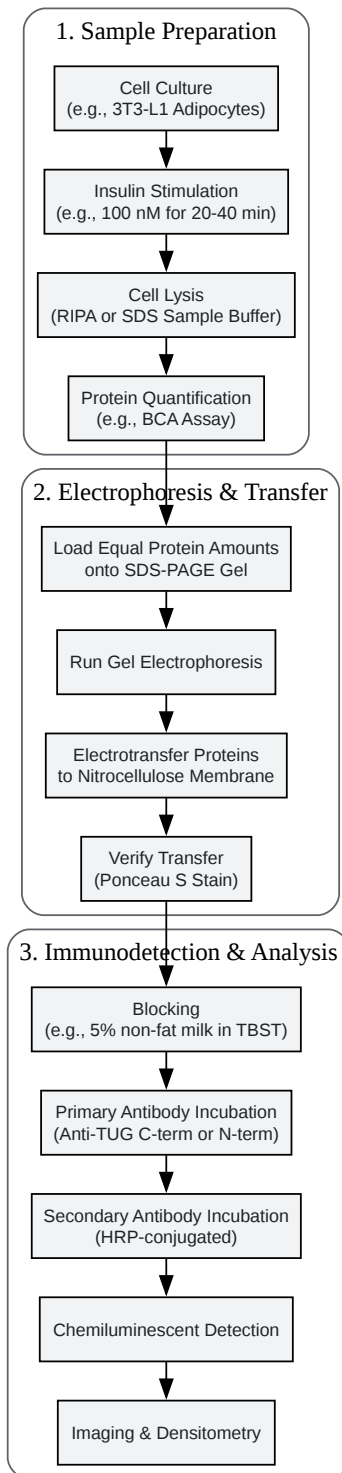 1. Sample Preparation
Cell Culture
(e.g., 3T3-L1 Adipocytes)
Insulin Stimulation
(e.g., 100 nM for 20-40 min)
Cell Lysis
(RIPA or SDS Sample Buffer)
Protein Quantification
(e.g., BCA Assay)
2. Electrophoresis & Transfer
Load Equal Protein Amounts
onto SDS-PAGE Gel
Run Gel Electrophoresis
Electrotransfer Proteins
to Nitrocellulose Membrane
Verify Transfer
(Ponceau S Stain)
3. Immunodetection & Analysis
Blocking
(e.g., 5% non-fat milk in TBST)
Primary Antibody Incubation
(Anti-TUG C-term or N-term)
Secondary Antibody Incubation
(HRP-conjugated)
Chemiluminescent Detection
Imaging & Densitometry